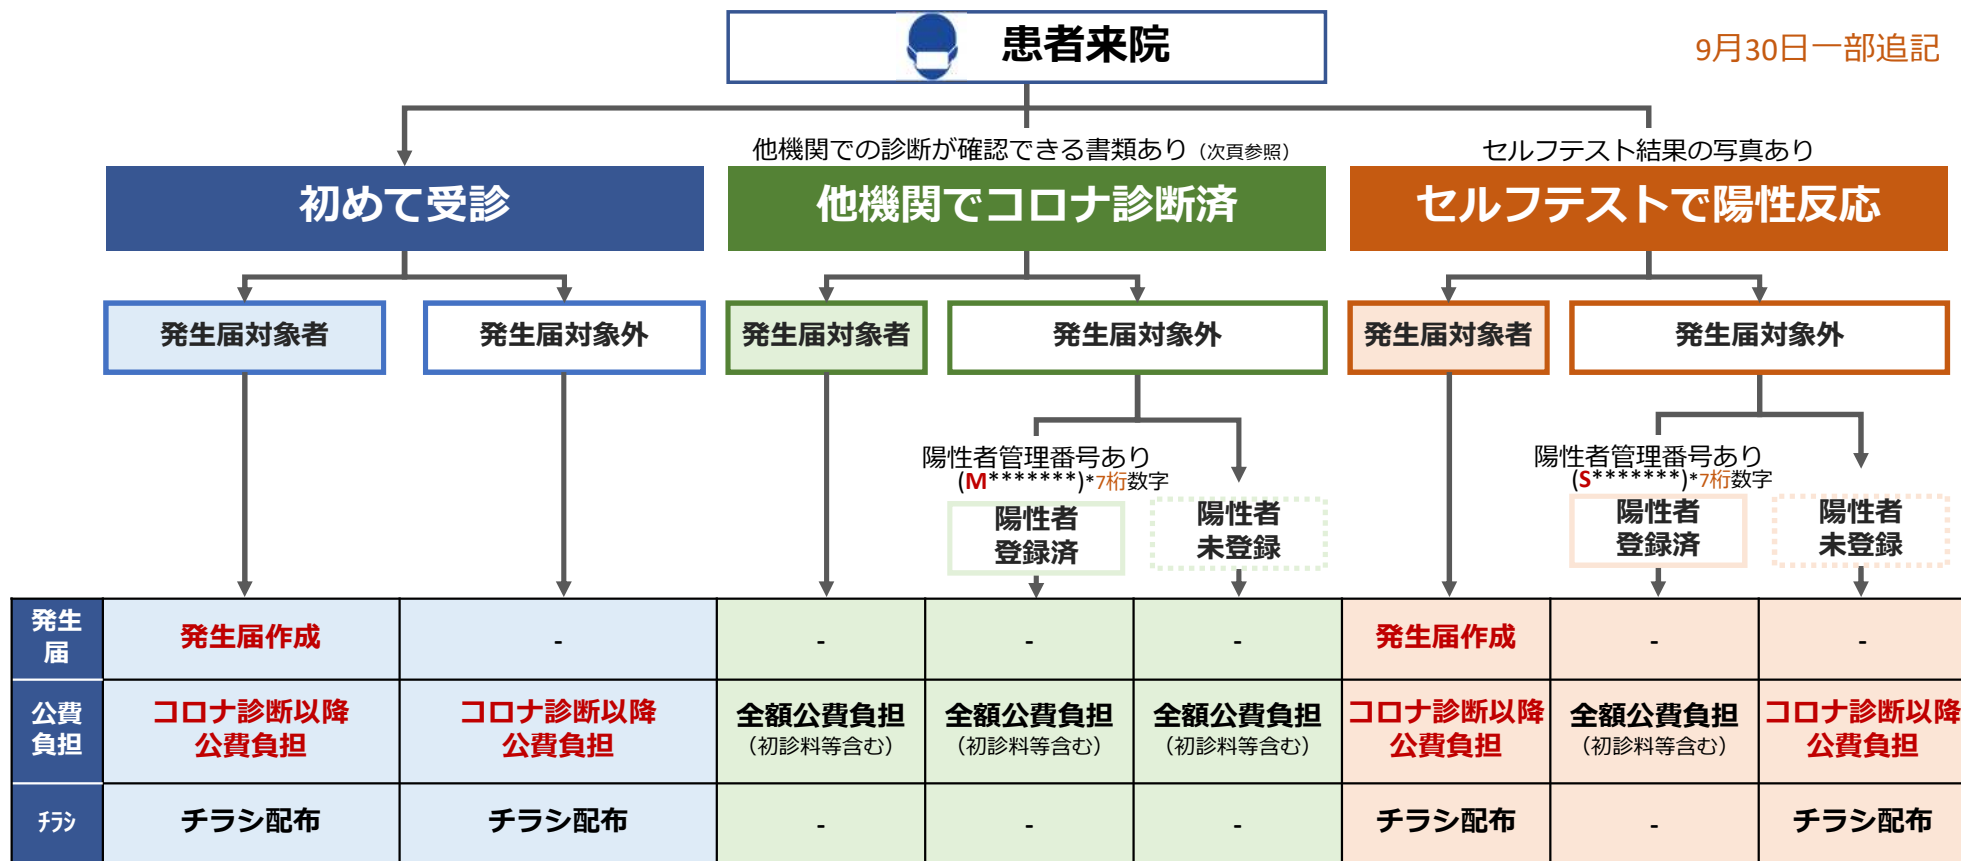 患者来院
9月30日一部追記
他機関での診断が確認できる書類あり（次頁参照）
セルフテスト結果の写真あり
初めて受診
他機関でコロナ診断済
セルフテストで陽性反応
発生届対象者
発生届対象外
発生届対象者
発生届対象外
発生届対象者
発生届対象外
陽性者管理番号あり
(M*******)*7桁数字
陽性者
登録済
陽性者
未登録
陽性者管理番号あり
(S*******)*7桁数字
陽性者
登録済
陽性者
未登録
発生
届
発生届作成
-
-
-
-
発生届作成
-
-
公費
負担
コロナ診断以降
公費負担
コロナ診断以降
公費負担
全額公費負担
（初診料等含む）
全額公費負担
（初診料等含む）
全額公費負担
（初診料等含む）
コロナ診断以降
公費負担
全額公費負担
（初診料等含む）
コロナ診断以降
公費負担
ﾁﾗｼ
チラシ配布
チラシ配布
-
-
-
チラシ配布
-
チラシ配布